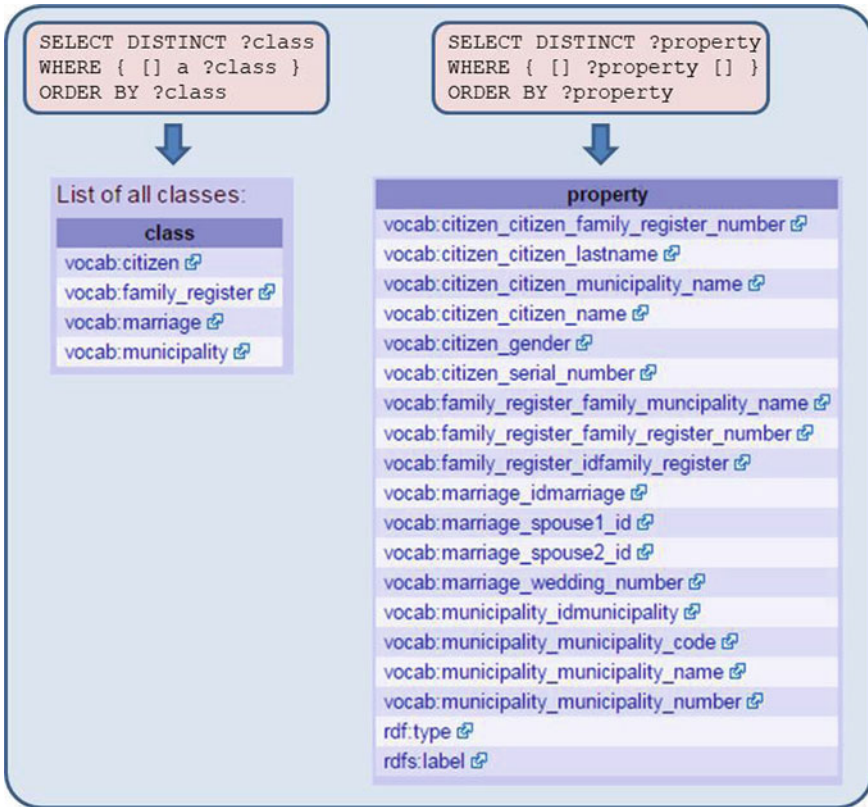 SELECT DISTINCT ?class
WHERE { [] a ?class }
ORDER BY ?class
List of all classes:
class
vocab:citizen
vocab:family_register
vocab:marriage
vocab:municipality
SELECT DISTINCT ?property
WHERE { [] ?property [] }
ORDER BY ?property
property
vocab:citizen_citizen_family_register_number
vocab:citizen_citizen_lastname
vocab:citizen_citizen_municipality_name
vocab:citizen_citizen_name
vocab:citizen_gender
vocab:citizen_serial_number
vocab:family_register_family_muncipality_name
vocab:family_register_family_register_number
vocab:family_register_idfamily_register
vocab:marriage_idmarriage
vocab:marriage_spouse1_id
vocab:marriage_spouse2_id
vocab:marriage_wedding_number
vocab:municipality_idmunicipality
vocab:municipality_municipality_code
vocab:municipality_municipality_name
vocab:municipality_municipality_number
rdf:type
rdfs:label